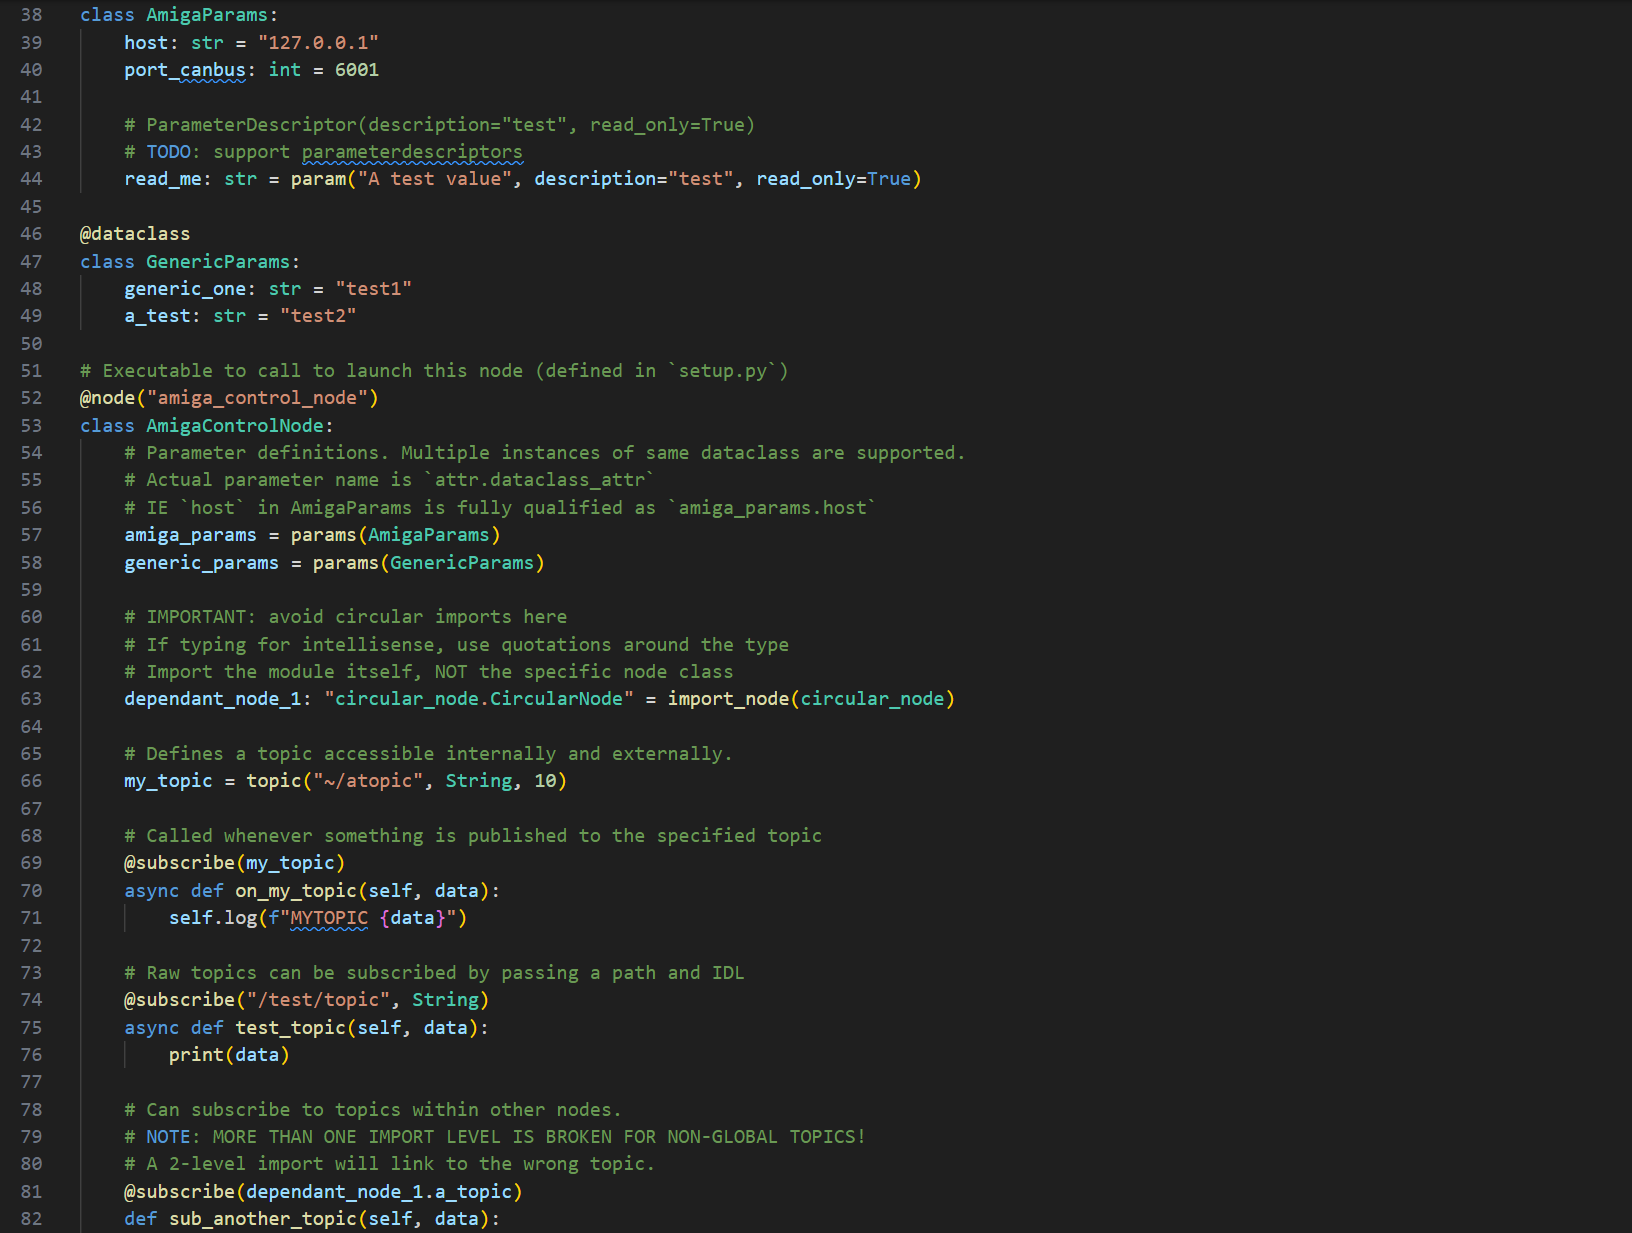 38 class AmigaParams:
39     host: str = "127.0.0.1"
40     port_canbus: int = 6001
41
42     # ParameterDescriptor(description="test", read_only=True)
43     # TODO: support parameterdescriptors
44     read_me: str = param("A test value", description="test", read_only=True)
45
46 @dataclass
47 class GenericParams:
48     generic_one: str = "test1"
49     a_test: str = "test2"
50
51 # Executable to call to launch this node (defined in `setup.py`)
52 @node("amiga_control_node")
53 class AmigaControlNode:
54     # Parameter definitions. Multiple instances of same dataclass are supported.
55     # Actual parameter name is `attr.dataclass_attr`
56     # IE `host` in AmigaParams is fully qualified as `amiga_params.host`
57     amiga_params = params(AmigaParams)
58     generic_params = params(GenericParams)
59
60     # IMPORTANT: avoid circular imports here
61     # If typing for intellisense, use quotations around the type
62     # Import the module itself, NOT the specific node class
63     dependant_node_1: "circular_node.CircularNode" = import_node(circular_node)
64
65     # Defines a topic accessible internally and externally.
66     my_topic = topic("~/atopic", String, 10)
67
68     # Called whenever something is published to the specified topic
69     @subscribe(my_topic)
70     async def on_my_topic(self, data):
71         self.log(f"MYTOPIC {data}")
72
73     # Raw topics can be subscribed by passing a path and IDL
74     @subscribe("/test/topic", String)
75     async def test_topic(self, data):
76         print(data)
77
78     # Can subscribe to topics within other nodes.
79     # NOTE: MORE THAN ONE IMPORT LEVEL IS BROKEN FOR NON-GLOBAL TOPICS!
80     # A 2-level import will link to the wrong topic.
81     @subscribe(dependant_node_1.a_topic)
82     def sub_another_topic(self, data):